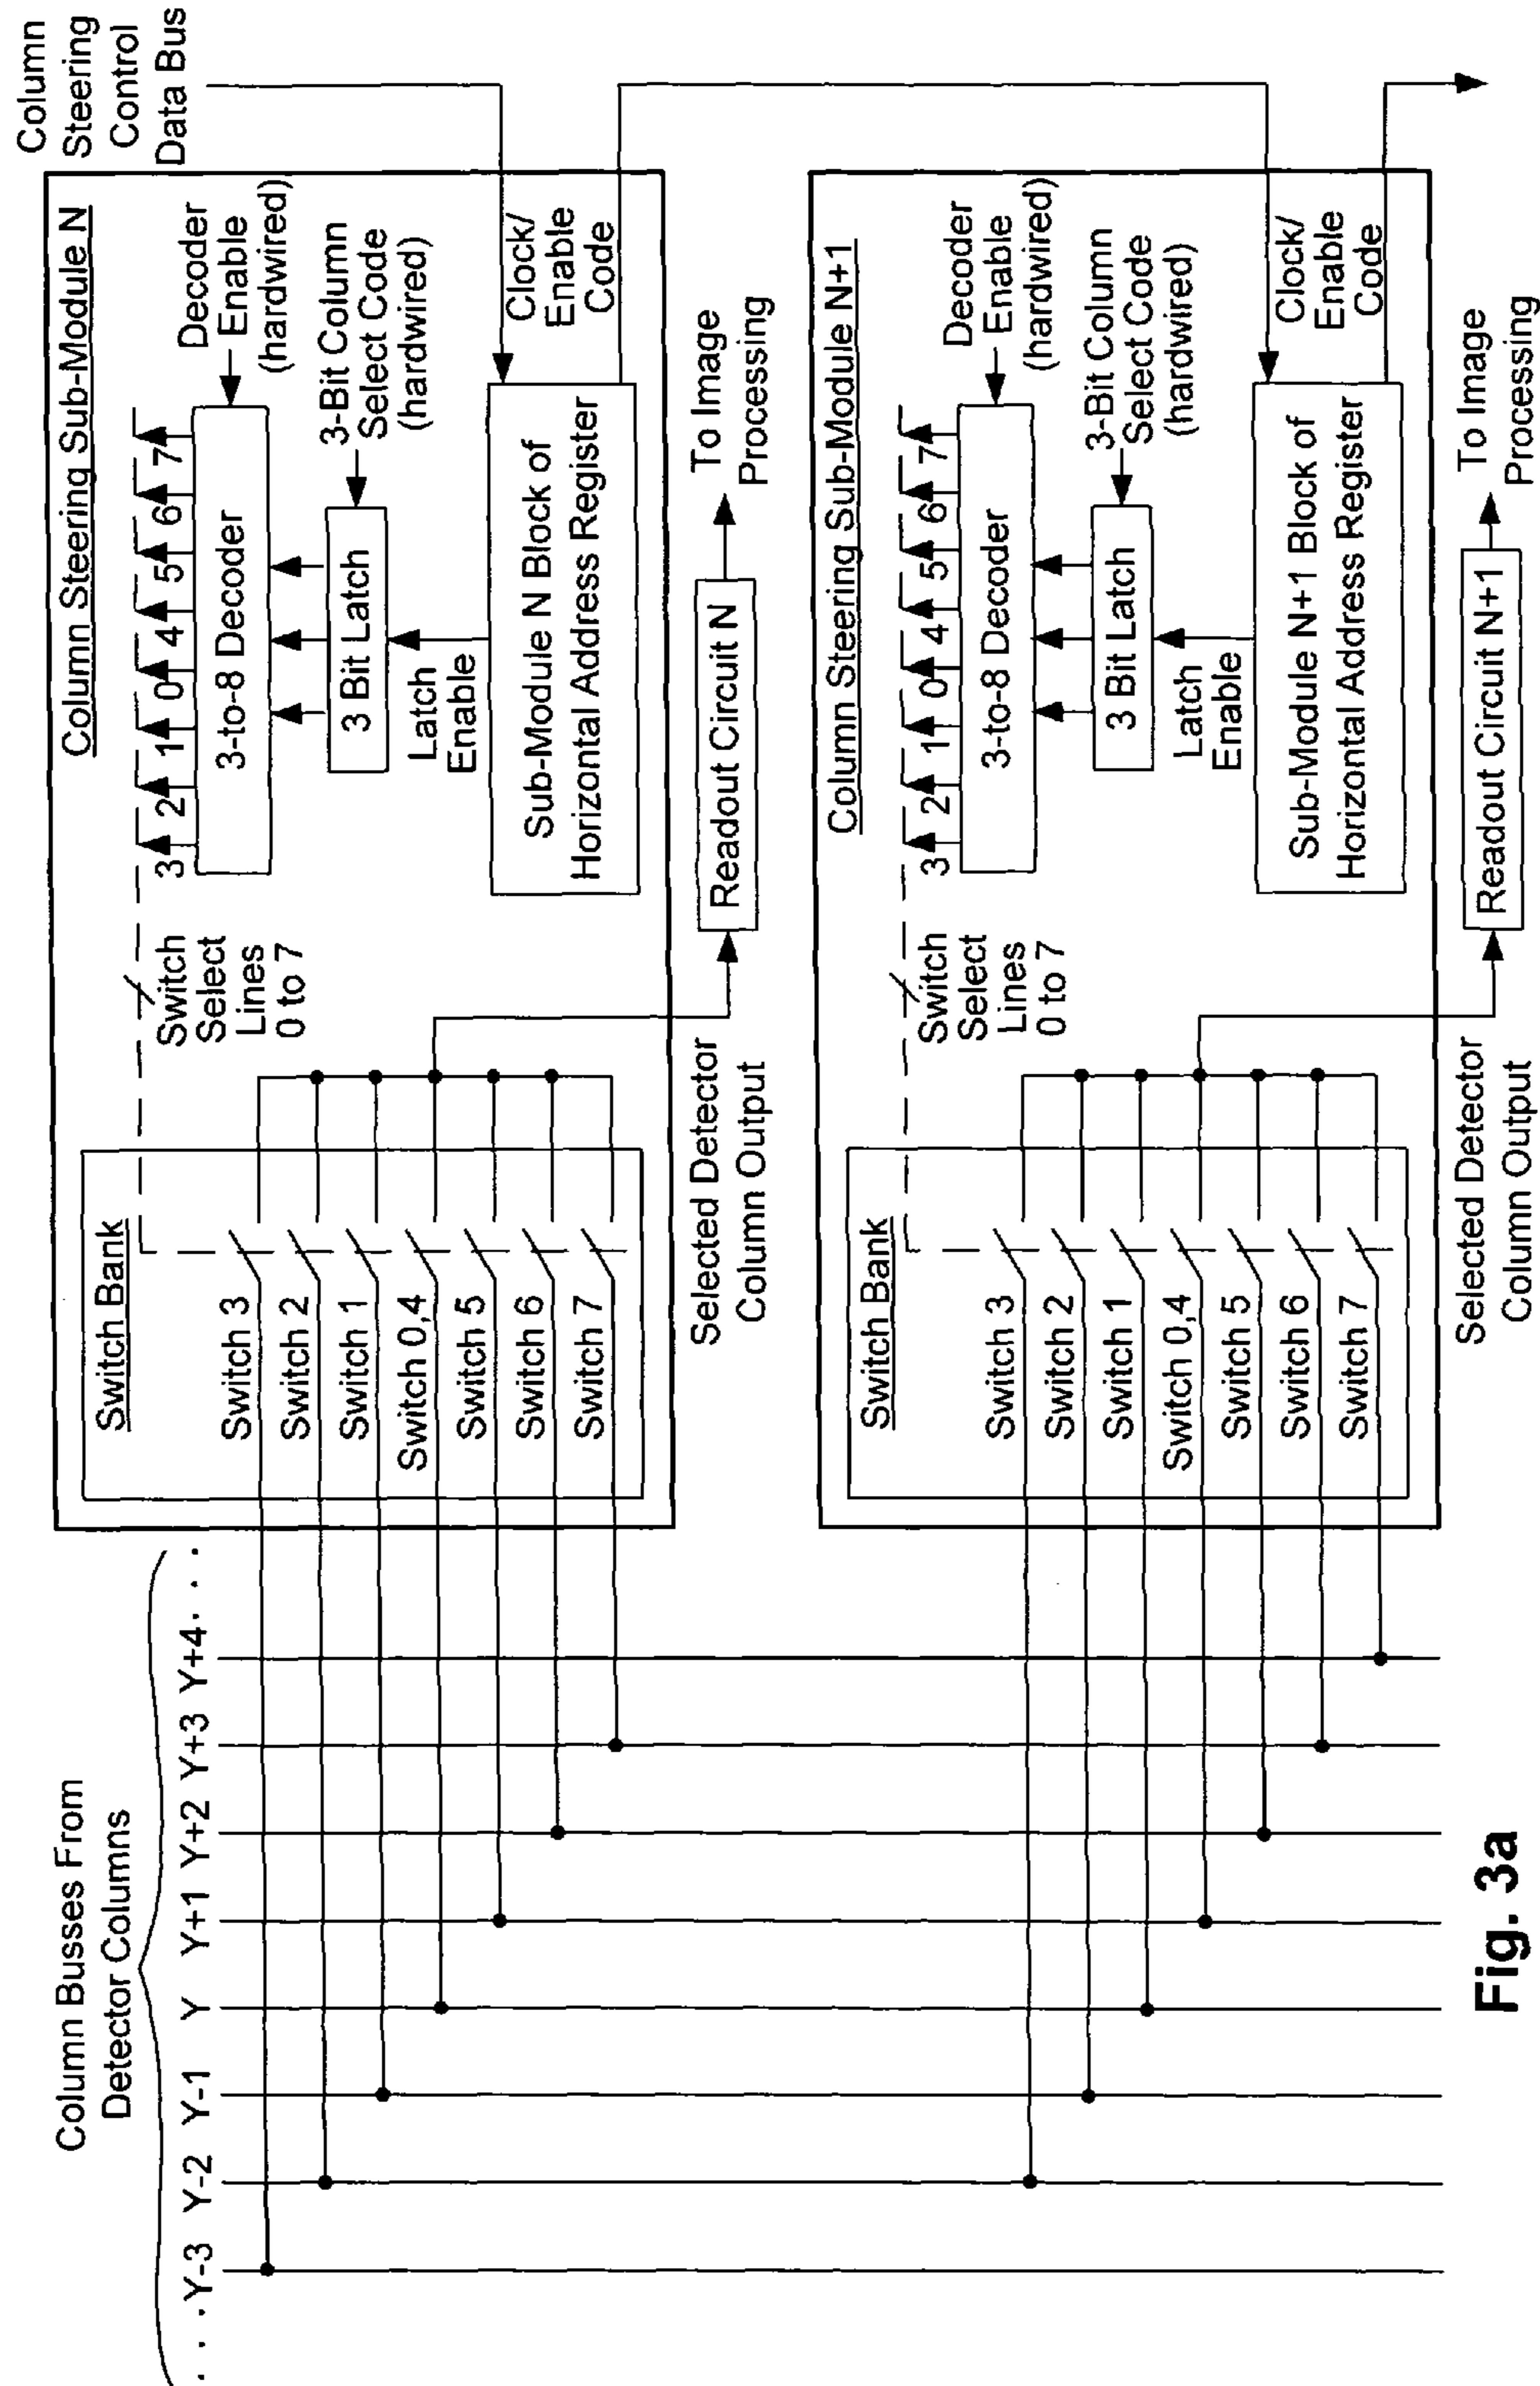 Column Busses From
Detector Columns
. . . Y-3 Y-2 Y-1 Y Y+1 Y+2 Y+3 Y+4 . . .
Column Steering Sub-Module N
Switch Bank
Switch 3
Switch 2
Switch 1
Switch 0,4
Switch 5
Switch 6
Switch 7
Switch
Select
Lines
0 to 7
3 2 1 0 4 5 6 7
3-to-8 Decoder
Decoder
Enable
(hardwired)
3 Bit Latch
3-Bit Column
Select Code
(hardwired)
Latch
Enable
Sub-Module N Block of
Horizontal Address Register
Clock/
Enable
Code
Column
Steering
Control
Data Bus
Selected Detector
Column Output
Readout Circuit N
To Image
Processing
Column Steering Sub-Module N+1
Switch Bank
Switch 3
Switch 2
Switch 1
Switch 0,4
Switch 5
Switch 6
Switch 7
Switch
Select
Lines
0 to 7
3 2 1 0 4 5 6 7
3-to-8 Decoder
Decoder
Enable
(hardwired)
3 Bit Latch
3-Bit Column
Select Code
(hardwired)
Latch
Enable
Sub-Module N+1 Block of
Horizontal Address Register
Clock/
Enable
Code
Selected Detector
Column Output
Readout Circuit N+1
To Image
Processing
Fig. 3a